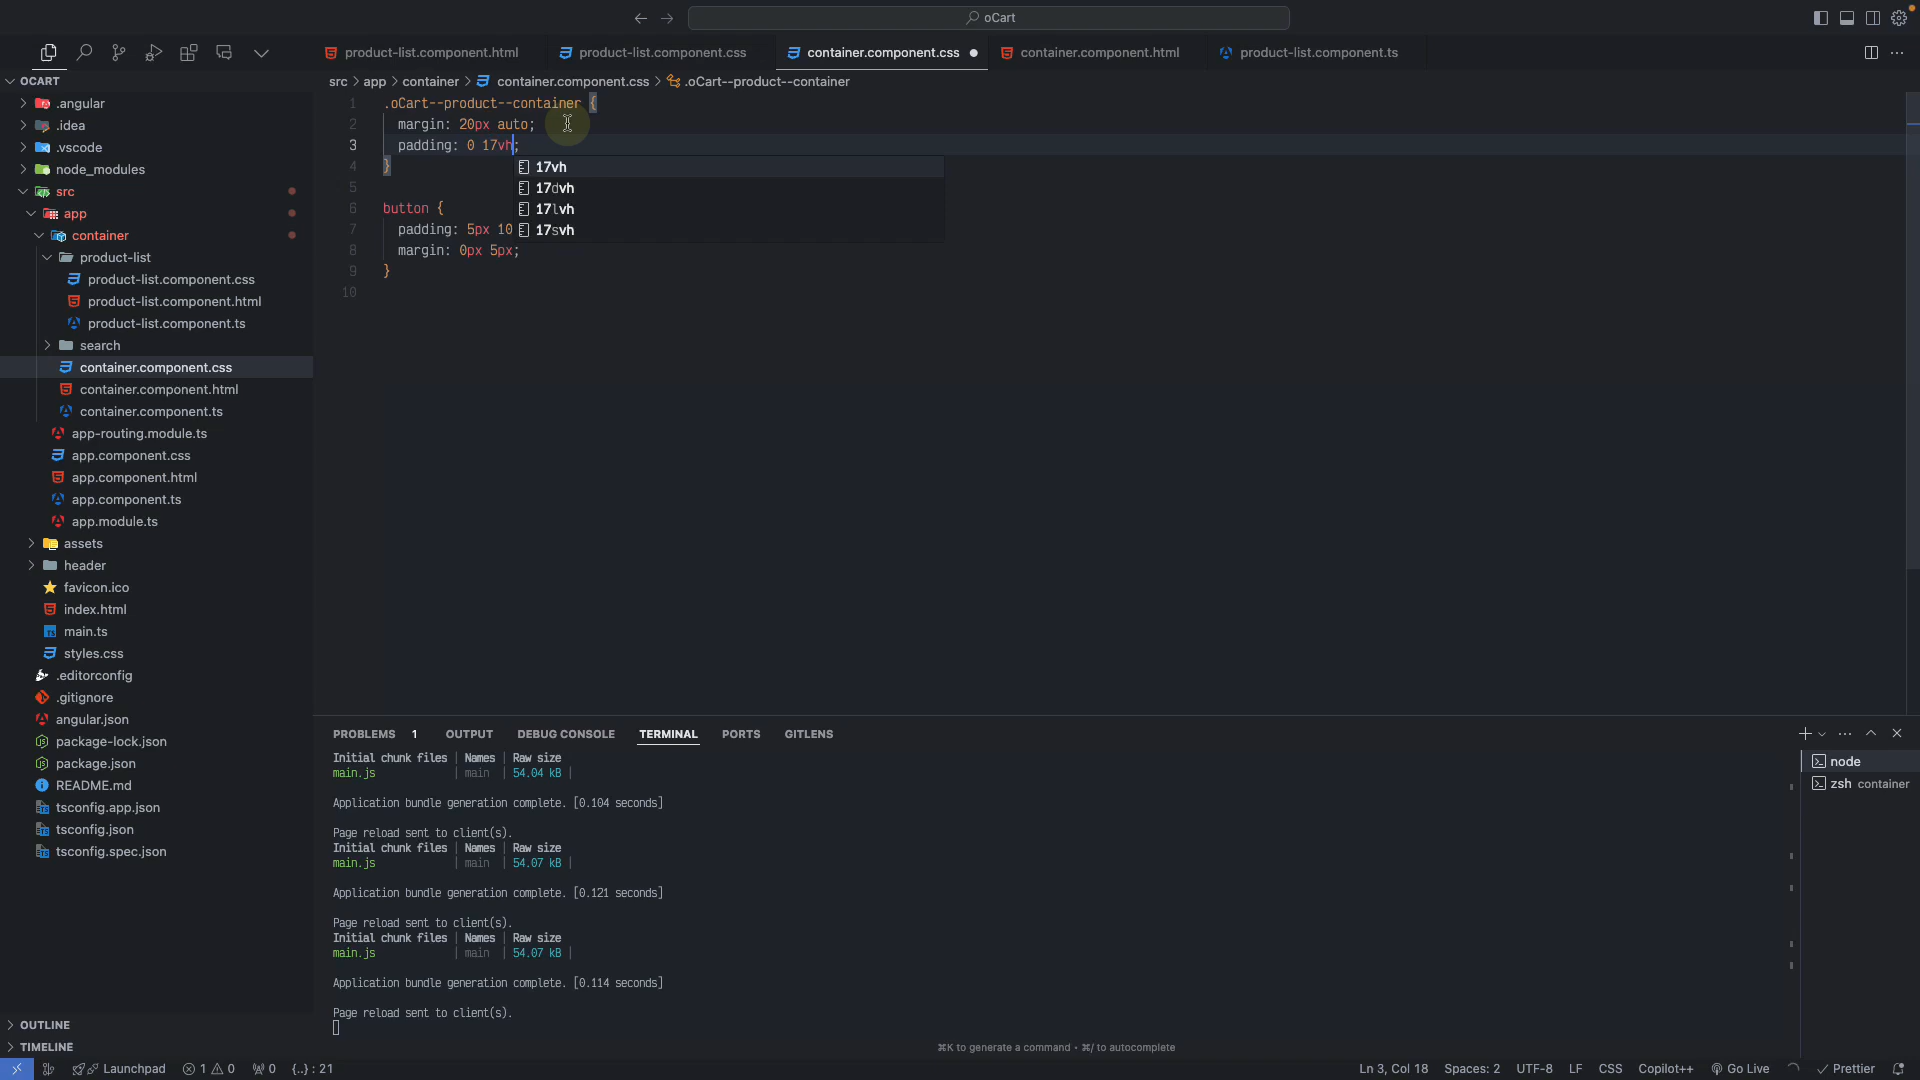 oCart
product-list.component.html
product-list.component.css
container.component.css
container.component.html
product-list.component.ts
OCART
src > app > container > container.component.css > .oCart--product--container
.angular
.idea
.vscode
node_modules
src
app
container
product-list
product-list.component.css
product-list.component.html
product-list.component.ts
search
container.component.css
container.component.html
container.component.ts
app-routing.module.ts
app.component.css
app.component.html
app.component.ts
app.module.ts
assets
header
favicon.ico
index.html
main.ts
styles.css
.editorconfig
.gitignore
angular.json
package-lock.json
package.json
README.md
tsconfig.app.json
tsconfig.json
tsconfig.spec.json
OUTLINE
TIMELINE
1 .oCart--product--container {
2 margin: 20px auto;
3 padding: 0 17vh;
4 }
5
6 button {
7 padding: 5px 10
8 margin: 0px 5px;
9 }
10
17vh
17dvh
17lvh
17svh
PROBLEMS 1 OUTPUT DEBUG CONSOLE TERMINAL PORTS GITLENS
Initial chunk files | Names | Raw size
main.js | main | 54.04 kB |
Application bundle generation complete. [0.104 seconds]
Page reload sent to client(s).
Initial chunk files | Names | Raw size
main.js | main | 54.07 kB |
Application bundle generation complete. [0.121 seconds]
Page reload sent to client(s).
Initial chunk files | Names | Raw size
main.js | main | 54.07 kB |
Application bundle generation complete. [0.114 seconds]
Page reload sent to client(s).
node
zsh container
⌘K to generate a command • ⌘/ to autocomplete
Launchpad 1 0 0 {..} : 21
Ln 3, Col 18 Spaces: 2 UTF-8 LF CSS Copilot++ Go Live Prettier